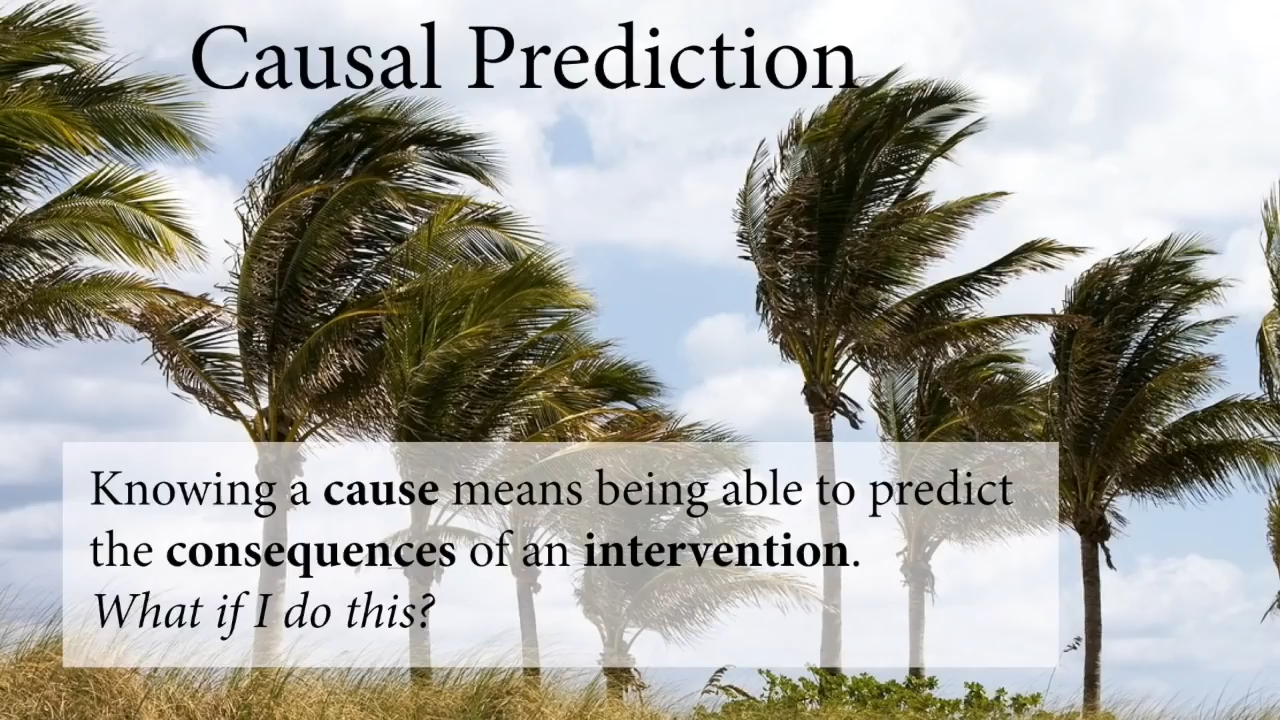 Causal Prediction
Knowing a cause means being able to predict
the consequences of an intervention.
What if I do this?